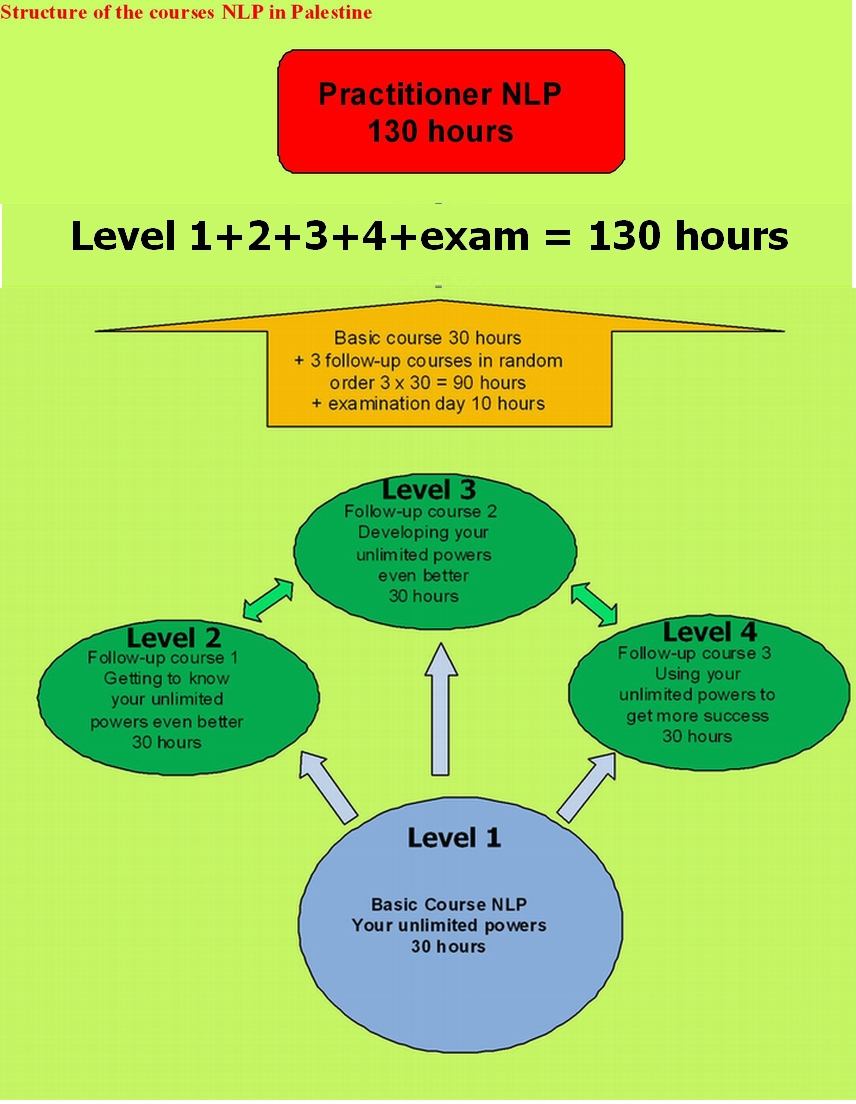 Structure of the courses NLP in Palestine
Practitioner NLP
130 hours
Level 1+2+3+4+exam = 130 hours
Basic course 30 hours
+ 3 follow-up courses in random
order 3 x 30 = 90 hours
+ examination day 10 hours
Level 3
Follow-up course 2
Developing your
unlimited powers
even better
30 hours
Level 2
Follow-up course 1
Getting to know
your unlimited
powers even better
30 hours
Level 4
Follow-up course 3
Using your
unlimited powers to
get more success
30 hours
Level 1
Basic Course NLP
Your unlimited powers
30 hours